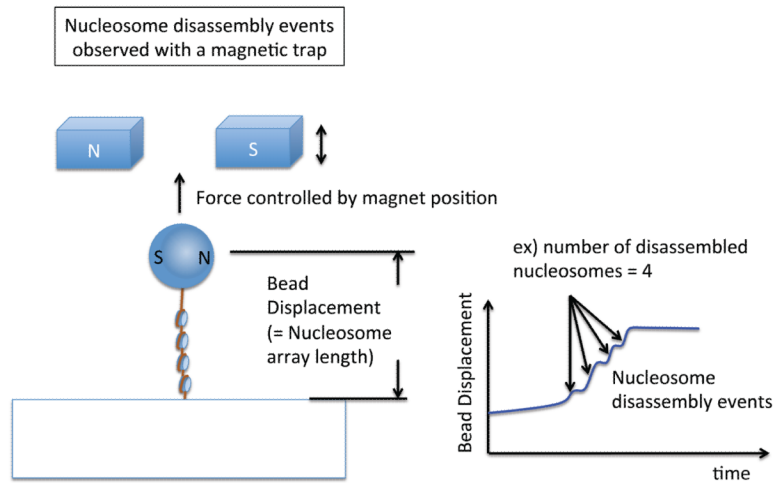 Nucleosome disassembly events
observed with a magnetic trap
N
S
Force controlled by magnet position
S
N
Bead
Displacement
(= Nucleosome
array length)
ex) number of disassembled
nucleosomes = 4
Bead Displacement
Nucleosome
disassembly events
time